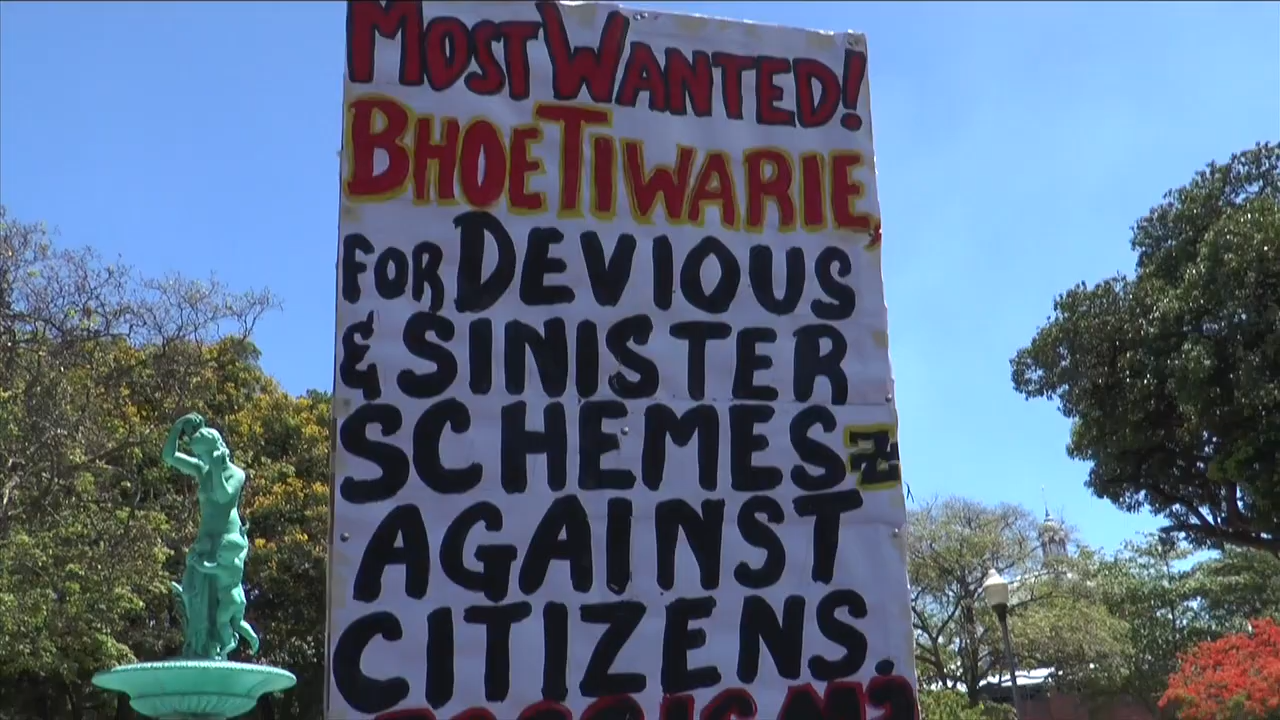 MOST WANTED!
BHOE TIWARIE,
FOR DEVIOUS
& SINISTER
SCHEMES
AGAINST
CITIZENS.